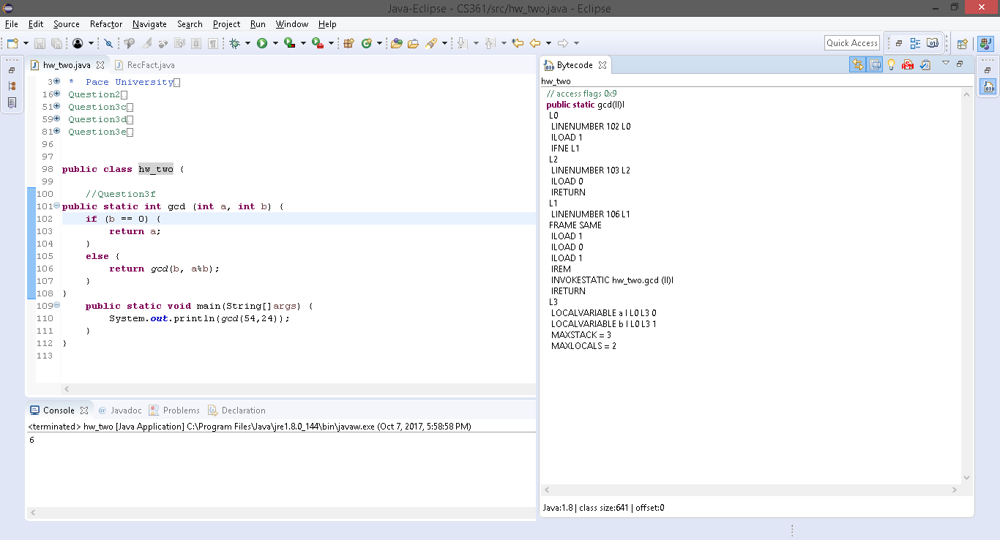 Java-Eclipse - CS361/src/hw_two.java - Eclipse
File Edit Source Refactor Navigate Search Project Run Window Help
Quick Access
hw_two.java
RecFact.java
3 * Pace University
16 Question2
51 Question3c
59 Question3d
81 Question3e
96
97
98 public class hw_two {
99
100 //Question3f
101 public static int gcd (int a, int b) {
102 if (b == 0) {
103 return a;
104 }
105 else {
106 return gcd(b, a%b);
107 }
108 }
109 public static void main(String[]args) {
110 System.out.println(gcd(54,24));
111 }
112 }
113
Console @ Javadoc Problems Declaration
<terminated> hw_two [Java Application] C:\Program Files\Java\jre1.8.0_144\bin\javaw.exe (Oct 7, 2017, 5:58:58 PM)
6
Bytecode
hw_two
// access flags 0x9
public static gcd(II)I
L0
LINENUMBER 102 L0
ILOAD 1
IFNE L1
L2
LINENUMBER 103 L2
ILOAD 0
IRETURN
L1
LINENUMBER 106 L1
FRAME SAME
ILOAD 1
ILOAD 0
ILOAD 1
IREM
INVOKESTATIC hw_two.gcd (II)I
IRETURN
L3
LOCALVARIABLE a I L0 L3 0
LOCALVARIABLE b I L0 L3 1
MAXSTACK = 3
MAXLOCALS = 2
Java:1.8 | class size:641 | offset:0